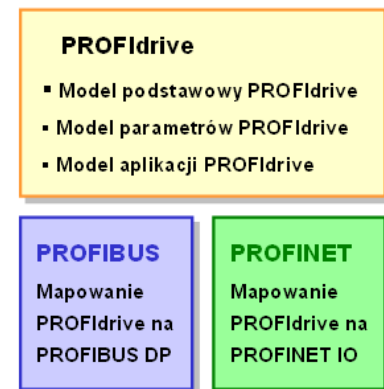 PROFIdrive
▪ Model podstawowy PROFIdrive
▪ Model parametrów PROFIdrive
▪ Model aplikacji PROFIdrive
PROFIBUS
Mapowanie
PROFIdrive na
PROFIBUS DP
PROFINET
Mapowanie
PROFIdrive na
PROFINET IO